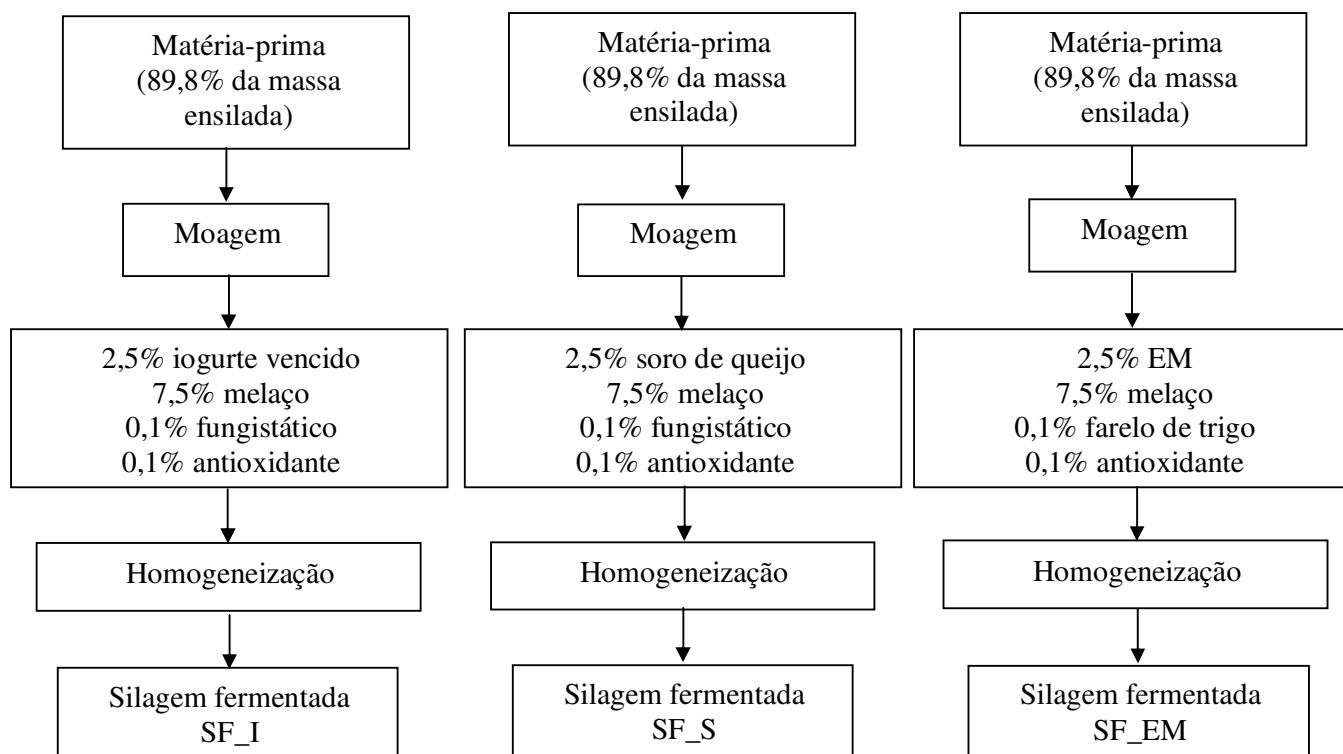 Matéria-prima
(89,8% da massa
ensilada)
Moagem
2,5% iogurte vencido
7,5% melaço
0,1% fungistático
0,1% antioxidante
Homogeneização
Silagem fermentada
SF_I
Matéria-prima
(89,8% da massa
ensilada)
Moagem
2,5% soro de queijo
7,5% melaço
0,1% fungistático
0,1% antioxidante
Homogeneização
Silagem fermentada
SF_S
Matéria-prima
(89,8% da massa
ensilada)
Moagem
2,5% EM
7,5% melaço
0,1% farelo de trigo
0,1% antioxidante
Homogeneização
Silagem fermentada
SF_EM